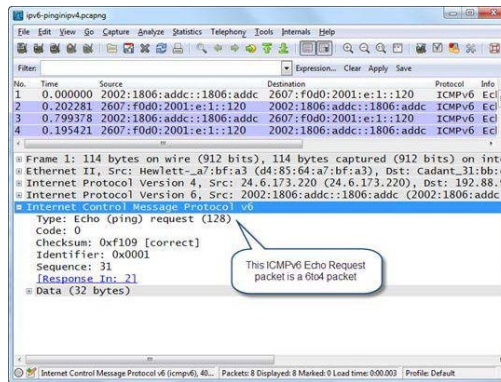 ipv6-pinginipv4.pcapng
File Edit View Go Capture Analyze Statistics Telephony Tools Internals Help
Filter: Expression... Clear Apply Save
No. Time Source Destination Protocol Info
1 0.000000 2002:1806:addc::1806:addc 2607:f0d0:2001:e:1::120 ICMPv6 Ecl
2 0.202281 2607:f0d0:2001:e:1::120 2002:1806:addc::1806:addc ICMPv6 Ecl
3 0.799378 2002:1806:addc::1806:addc 2607:f0d0:2001:e:1::120 ICMPv6 Ecl
4 0.195421 2607:f0d0:2001:e:1::120 2002:1806:addc::1806:addc ICMPv6 Ecl
Frame 1: 114 bytes on wire (912 bits), 114 bytes captured (912 bits) on int
Ethernet II, Src: Hewlett-_a7:bf:a3 (d4:85:64:a7:bf:a3), Dst: Cadant_31:bb:
Internet Protocol Version 4, Src: 24.6.173.220 (24.6.173.220), Dst: 192.88.
Internet Protocol Version 6, Src: 2002:1806:addc::1806:addc (2002:1806:addc
Internet Control Message Protocol v6
Type: Echo (ping) request (128)
Code: 0
Checksum: 0xf109 [correct]
Identifier: 0x0001
Sequence: 31
[Response In: 2]
Data (32 bytes)
This ICMPv6 Echo Request
packet is a 6to4 packet
Internet Control Message Protocol v6 (icmpv6), 40... Packets: 8 Displayed: 8 Marked: 0 Load time: 0:00.003 Profile: Default